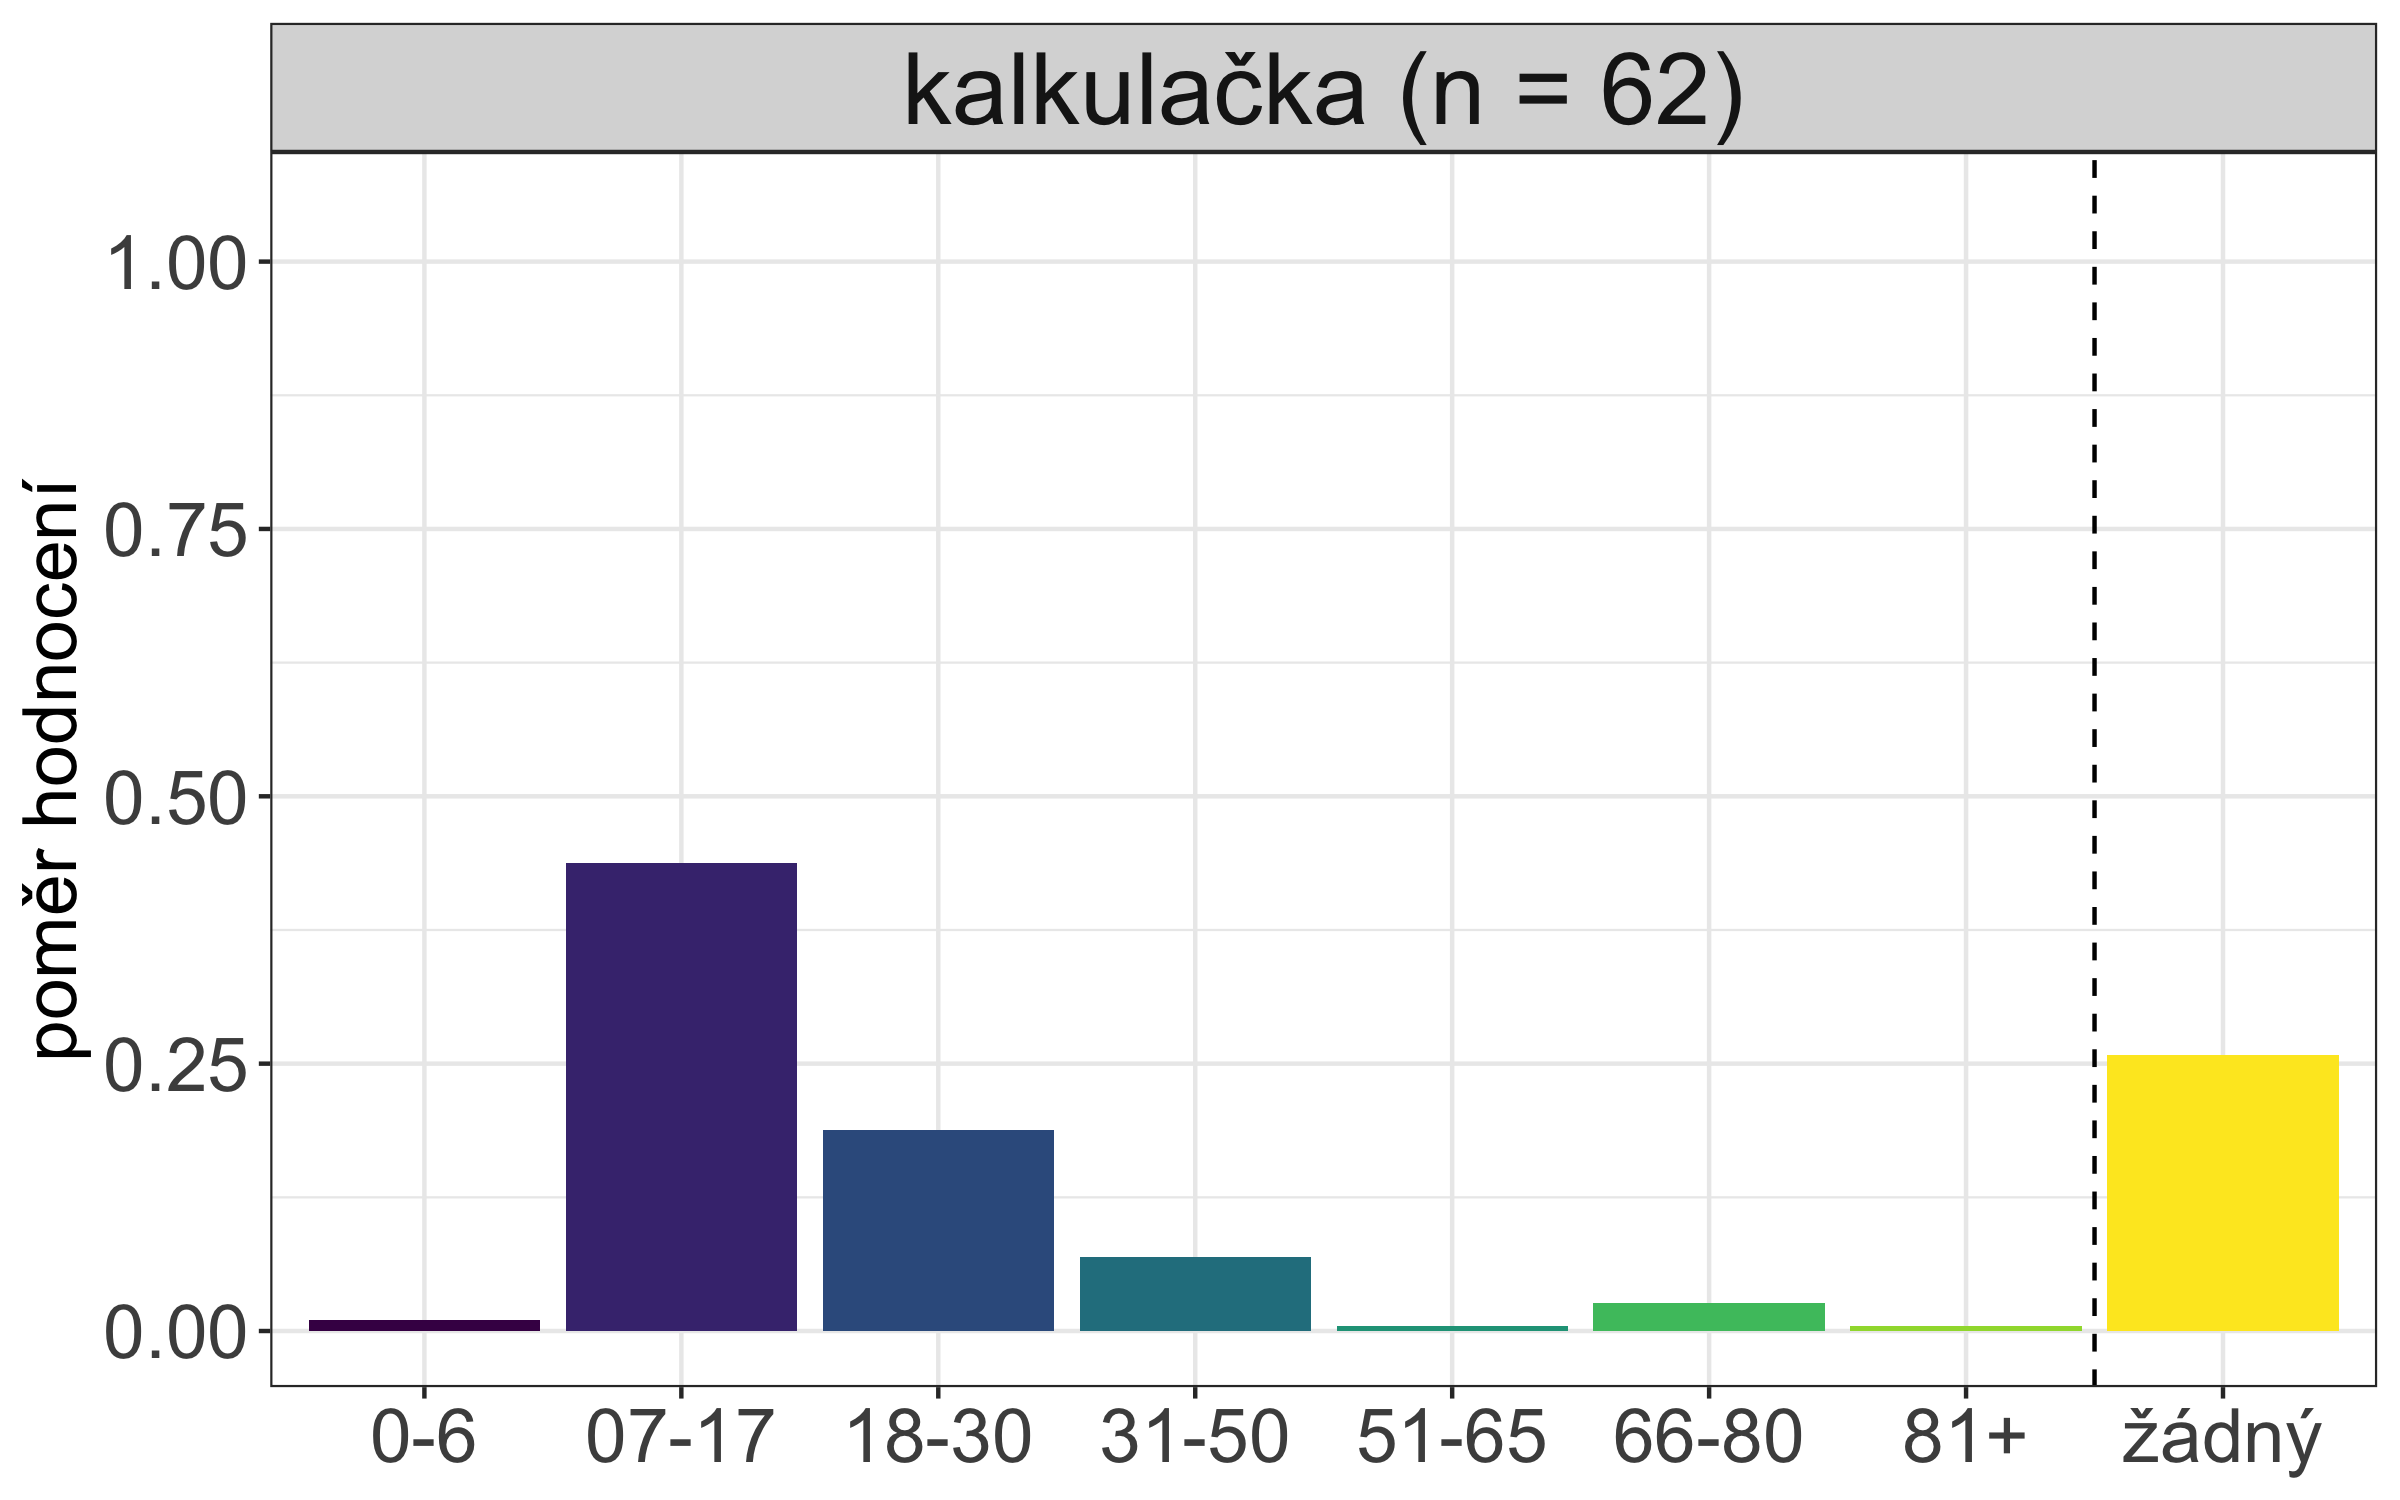 kalkulačka (n = 62)
poměr hodnocení
1.00
0.75
0.50
0.25
0.00
0-6 07-17 18-30 31-50 51-65 66-80 81+ žádný